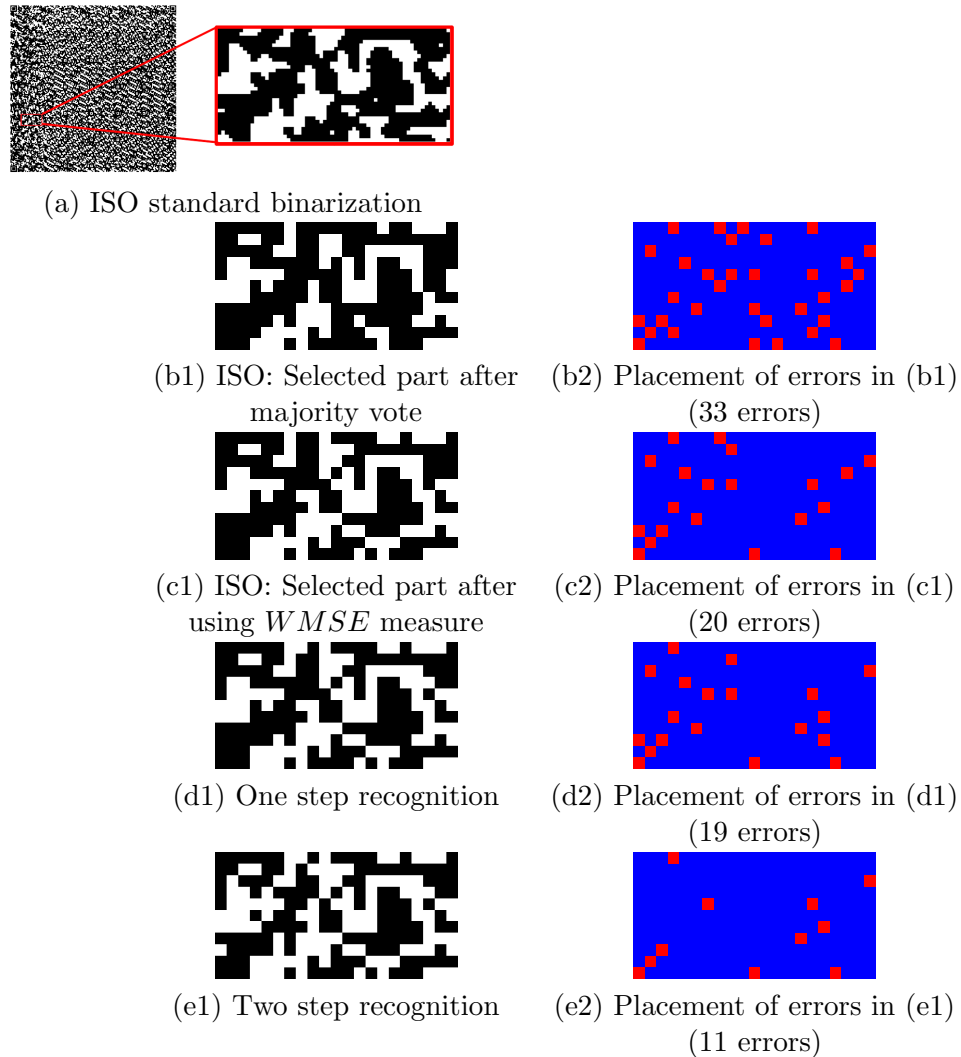 (a) ISO standard binarization
(b1) ISO: Selected part after
majority vote
(b2) Placement of errors in (b1)
(33 errors)
(c1) ISO: Selected part after
using WMSE measure
(c2) Placement of errors in (c1)
(20 errors)
(d1) One step recognition
(d2) Placement of errors in (d1)
(19 errors)
(e1) Two step recognition
(e2) Placement of errors in (e1)
(11 errors)